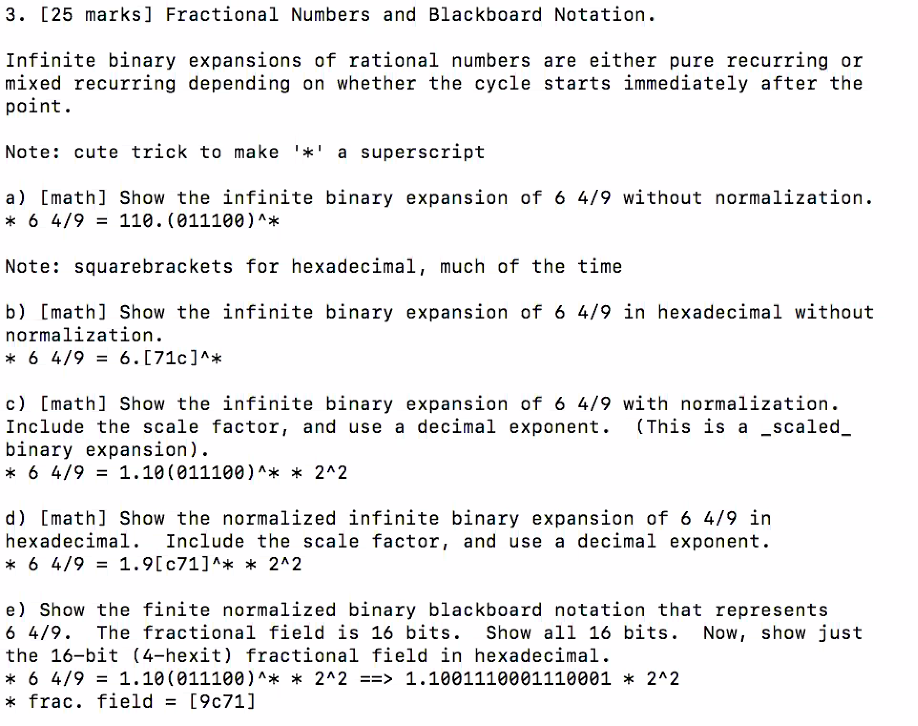 3. [25 marks] Fractional Numbers and Blackboard Notation.
Infinite binary expansions of rational numbers are either pure recurring or
mixed recurring depending on whether the cycle starts immediately after the
point.
Note: cute trick to make '*' a superscript
a) [math] Show the infinite binary expansion of 6 4/9 without normalization.
* 6 4/9 = 110.(011100)^*
Note: squarebrackets for hexadecimal, much of the time
b) [math] Show the infinite binary expansion of 6 4/9 in hexadecimal without
normalization.
* 6 4/9 = 6.[71c]^*
c) [math] Show the infinite binary expansion of 6 4/9 with normalization.
Include the scale factor, and use a decimal exponent.  (This is a _scaled_
binary expansion).
* 6 4/9 = 1.10(011100)^* * 2^2
d) [math] Show the normalized infinite binary expansion of 6 4/9 in
hexadecimal.  Include the scale factor, and use a decimal exponent.
* 6 4/9 = 1.9[c71]^* * 2^2
e) Show the finite normalized binary blackboard notation that represents
6 4/9.  The fractional field is 16 bits.  Show all 16 bits.  Now, show just
the 16-bit (4-hexit) fractional field in hexadecimal.
* 6 4/9 = 1.10(011100)^* * 2^2 ==> 1.1001110001110001 * 2^2
* frac. field = [9c71]